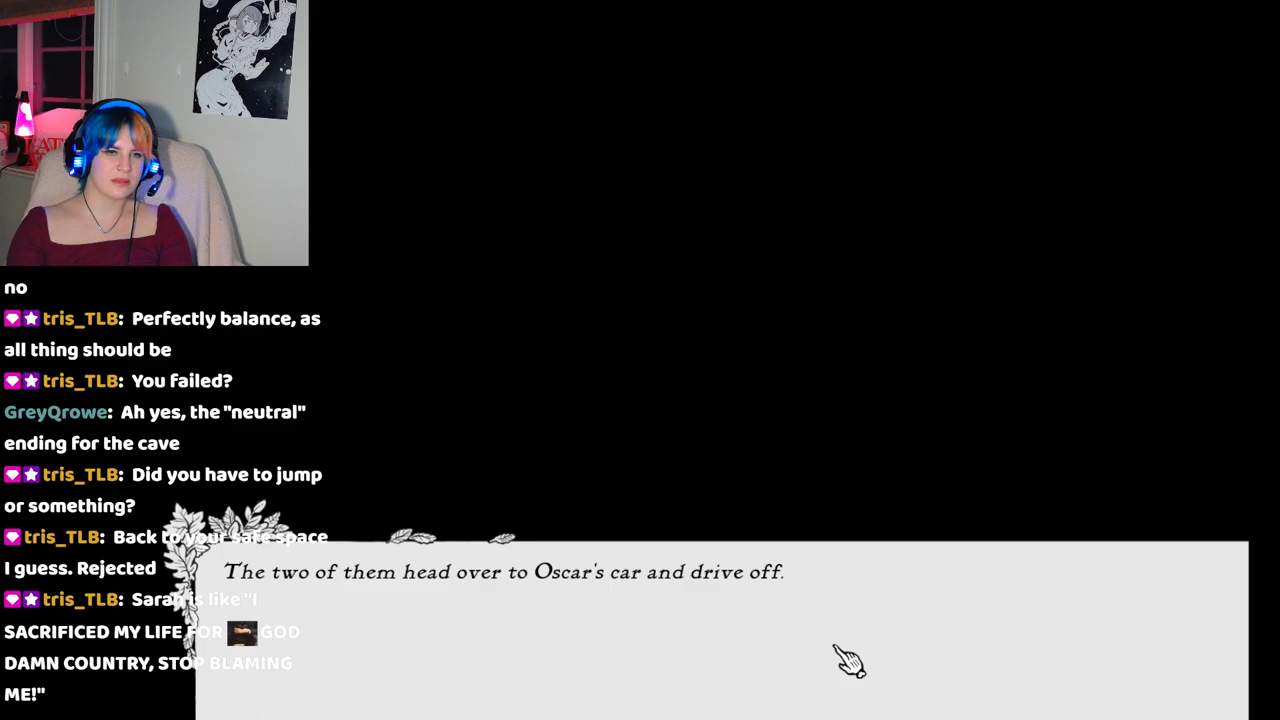 no
tris_TLB: Perfectly balance, as
all thing should be
tris_TLB: You failed?
GreyQrowe: Ah yes, the "neutral"
ending for the cave
tris_TLB: Did you have to jump
or something?
tris_TLB: Back to your safe space
I guess. Rejected
tris_TLB: Sarah is like "I
SACRIFICED MY LIFE FOR GOD
DAMN COUNTRY, STOP BLAMING
ME!"
The two of them head over to Oscar's car and drive off.